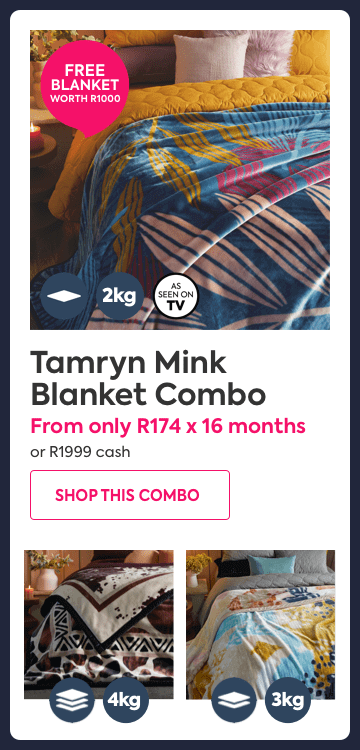 FREE
BLANKET
WORTH R1000
2kg
AS
SEEN ON
TV
Tamryn Mink
Blanket Combo
From only R174 x 16 months
or R1999 cash
SHOP THIS COMBO
4kg
3kg